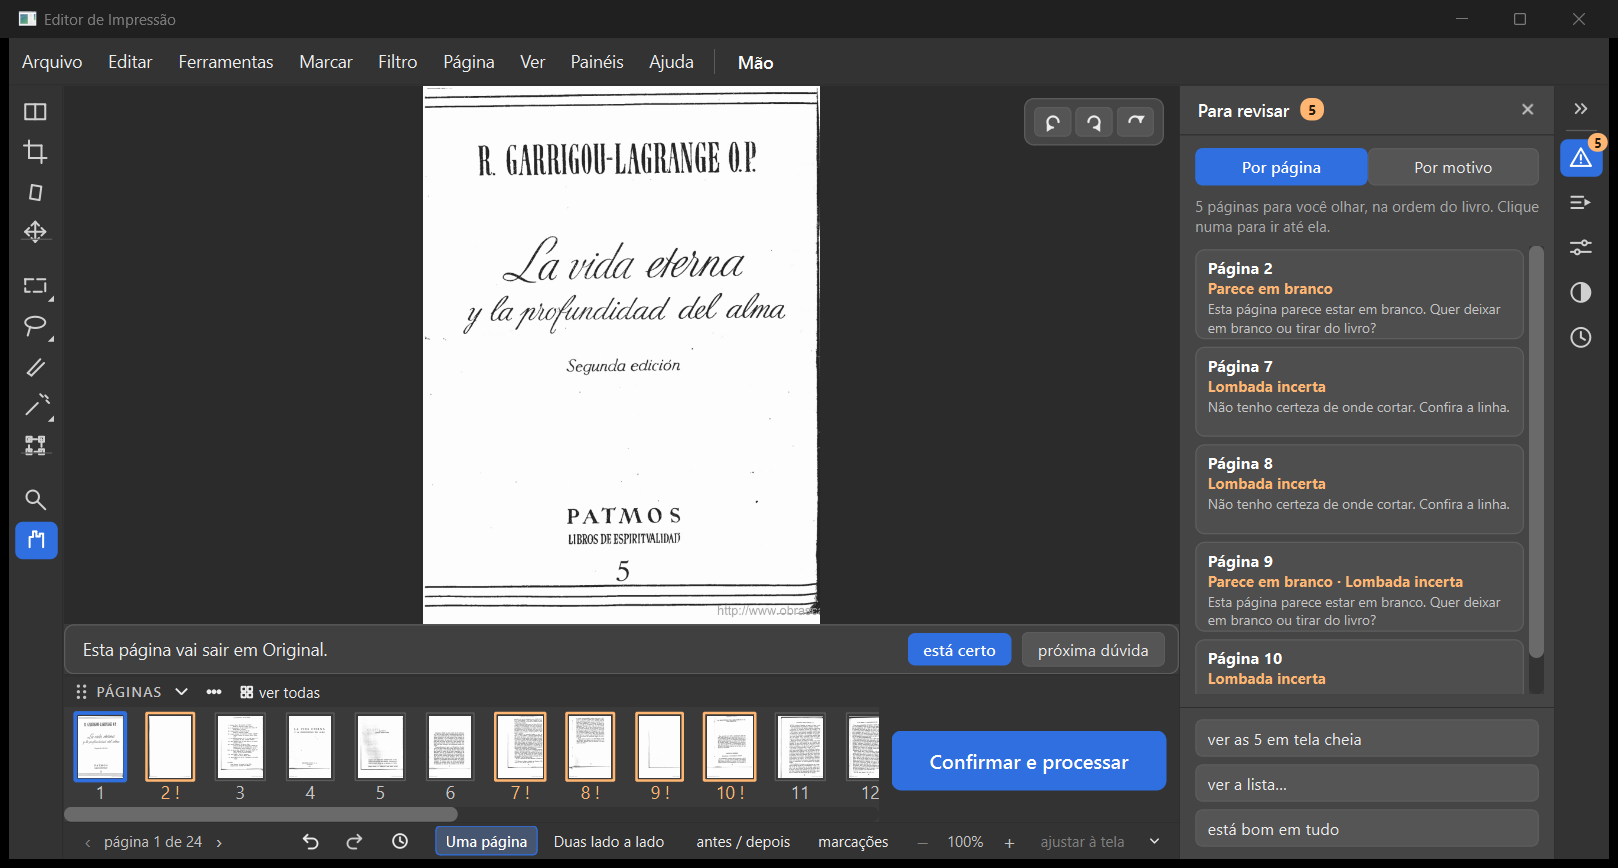 Editor de Impressão
Arquivo Editar Ferramentas Marcar Filtro Página Ver Painéis Ajuda Mão
R. GARRIGOU-LAGRANGE O.P.
La vida eterna
y la profundidad del alma
Segunda edición
PATMOS
LIBROS DE ESPIRITVALIDAD
5
Para revisar 5
5
Por página Por motivo
5 páginas para você olhar, na ordem do livro. Clique
numa para ir até ela.
Página 2
Parece em branco
Esta página parece estar em branco. Quer deixar
em branco ou tirar do livro?
Página 7
Lombada incerta
Não tenho certeza de onde cortar. Confira a linha.
Página 8
Lombada incerta
Não tenho certeza de onde cortar. Confira a linha.
Página 9
Parece em branco · Lombada incerta
Esta página parece estar em branco. Quer deixar
em branco ou tirar do livro?
Página 10
Lombada incerta
ver as 5 em tela cheia
ver a lista...
está bom em tudo
Esta página vai sair em Original.
está certo próxima dúvida
PÁGINAS ••• ver todas
1 2 ! 3 4 5 6 7 ! 8 ! 9 ! 10 ! 11 12
Confirmar e processar
‹ página 1 de 24 ›
Uma página Duas lado a lado antes / depois marcações – 100% + ajustar à tela